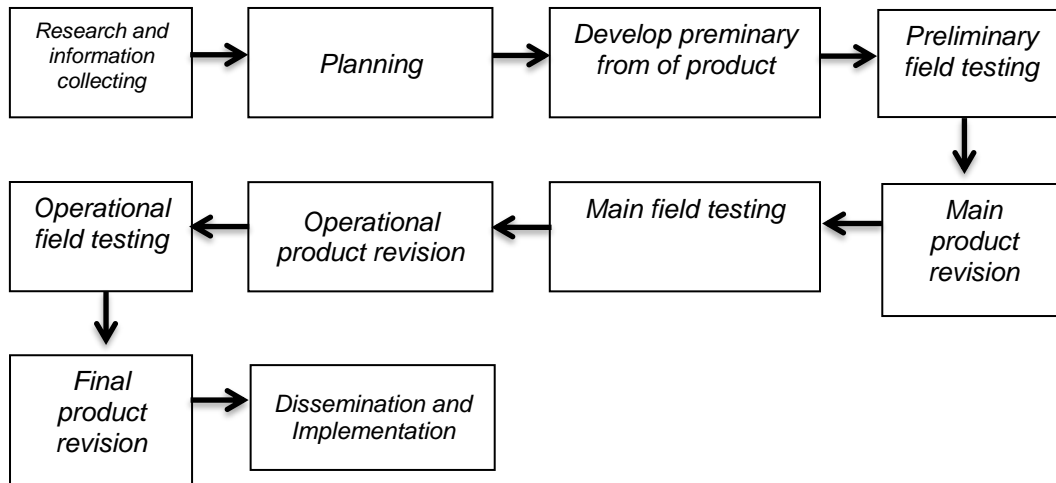 Research and
information
collecting
Planning
Develop preminary
from of product
Preliminary
field testing
Main
product
revision
Main field testing
Operational
product revision
Operational
field testing
Final
product
revision
Dissemination and
Implementation